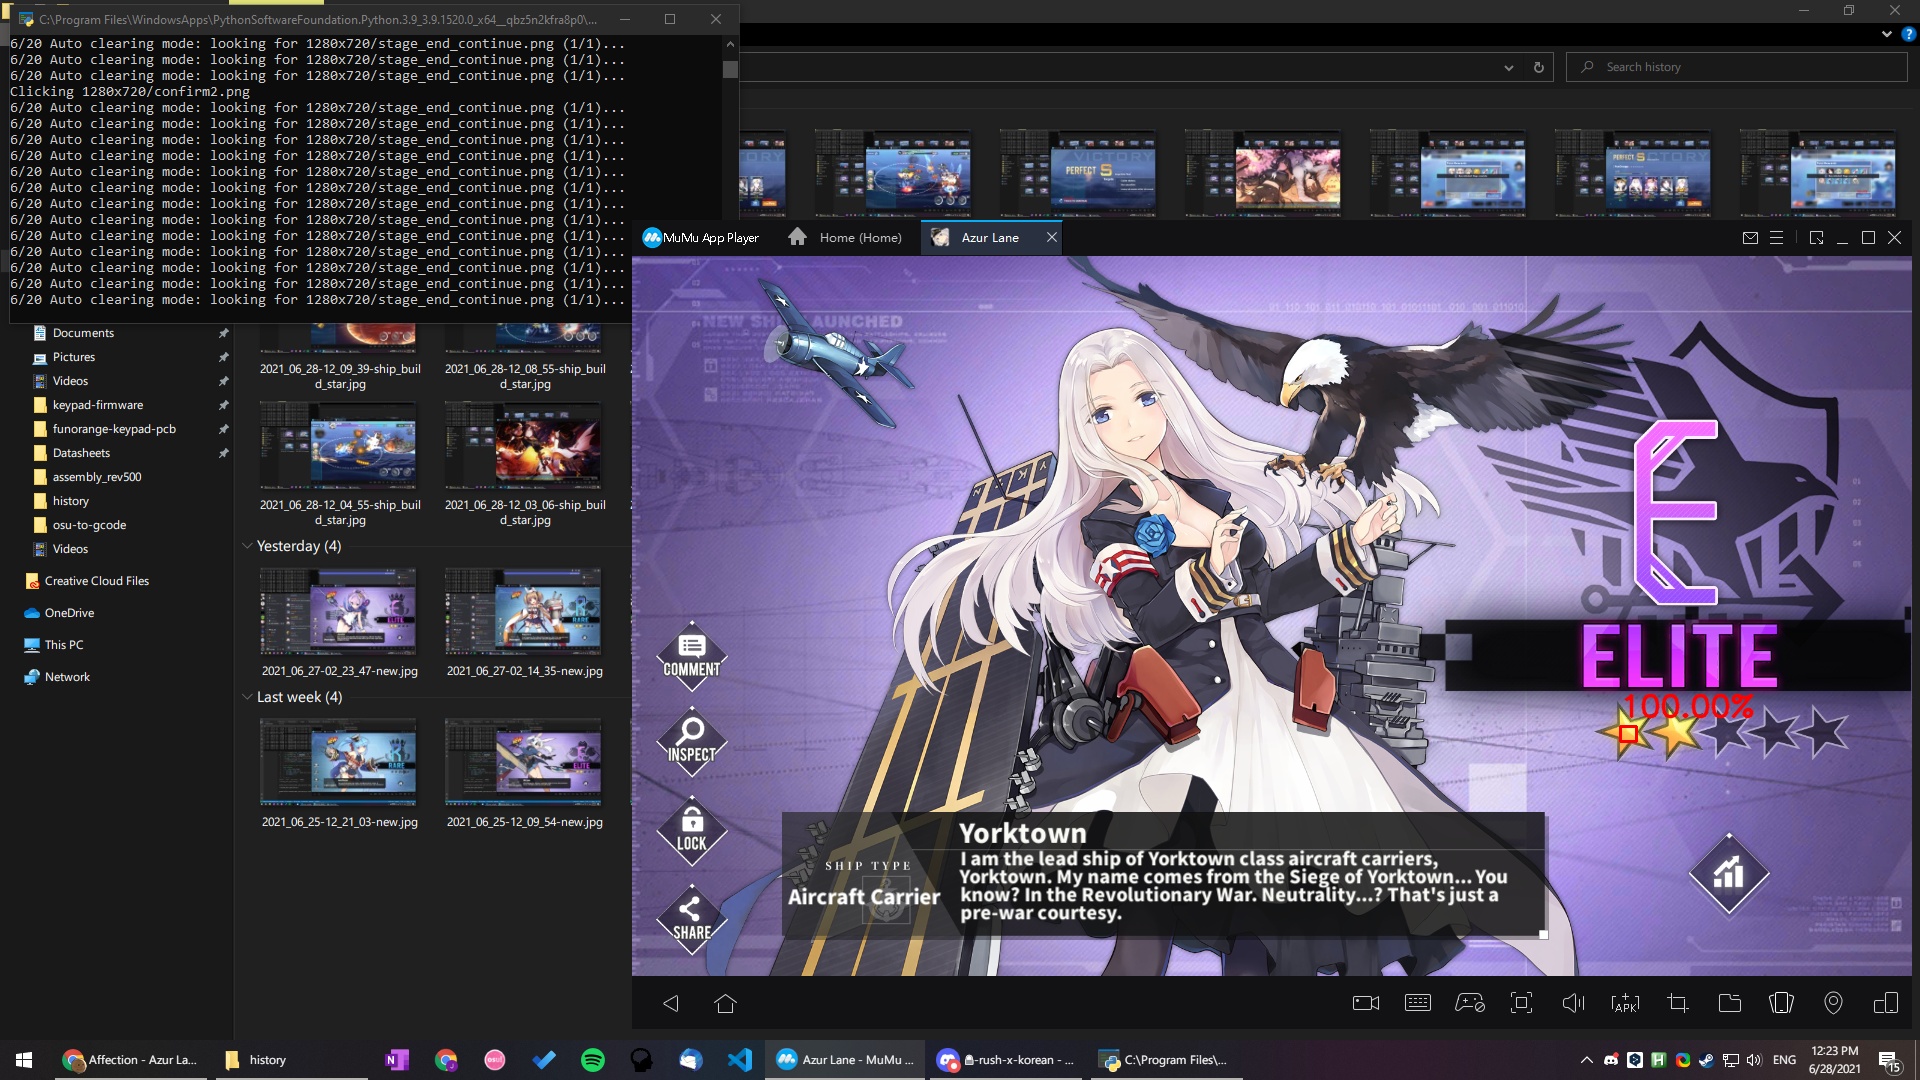 C:\Program Files\WindowsApps\PythonSoftwareFoundation.Python.3.9_3.9.1520.0_x64__qbz5n2kfra8p0\...
6/20 Auto clearing mode: looking for 1280x720/stage_end_continue.png (1/1)...
6/20 Auto clearing mode: looking for 1280x720/stage_end_continue.png (1/1)...
6/20 Auto clearing mode: looking for 1280x720/stage_end_continue.png (1/1)...
Clicking 1280x720/confirm2.png
6/20 Auto clearing mode: looking for 1280x720/stage_end_continue.png (1/1)...
6/20 Auto clearing mode: looking for 1280x720/stage_end_continue.png (1/1)...
6/20 Auto clearing mode: looking for 1280x720/stage_end_continue.png (1/1)...
6/20 Auto clearing mode: looking for 1280x720/stage_end_continue.png (1/1)...
6/20 Auto clearing mode: looking for 1280x720/stage_end_continue.png (1/1)...
6/20 Auto clearing mode: looking for 1280x720/stage_end_continue.png (1/1)...
6/20 Auto clearing mode: looking for 1280x720/stage_end_continue.png (1/1)...
6/20 Auto clearing mode: looking for 1280x720/stage_end_continue.png (1/1)...
6/20 Auto clearing mode: looking for 1280x720/stage_end_continue.png (1/1)...
6/20 Auto clearing mode: looking for 1280x720/stage_end_continue.png (1/1)...
6/20 Auto clearing mode: looking for 1280x720/stage_end_continue.png (1/1)...
6/20 Auto clearing mode: looking for 1280x720/stage_end_continue.png (1/1)...
6/20 Auto clearing mode: looking for 1280x720/stage_end_continue.png (1/1)...
Search history
Documents
Pictures
Videos
keypad-firmware
funorange-keypad-pcb
Datasheets
assembly_rev500
history
osu-to-gcode
Videos
Creative Cloud Files
OneDrive
This PC
Network
2021_06_28-12_09_39-ship_buil
d_star.jpg
2021_06_28-12_08_55-ship_buil
d_star.jpg
2021_06_28-12_04_55-ship_buil
d_star.jpg
2021_06_28-12_03_06-ship_buil
d_star.jpg
Yesterday (4)
2021_06_27-02_23_47-new.jpg
2021_06_27-02_14_35-new.jpg
Last week (4)
2021_06_25-12_21_03-new.jpg
2021_06_25-12_09_54-new.jpg
MuMu App Player
Home (Home)
Azur Lane
NEW SHIP LAUNCHED
E
ELITE
100.00%
COMMENT
INSPECT
LOCK
SHARE
SHIP TYPE
Aircraft Carrier
Yorktown
I am the lead ship of Yorktown class aircraft carriers,
Yorktown. My name comes from the Siege of Yorktown... You
know? In the Revolutionary War. Neutrality...? That's just a
pre-war courtesy.
APK
Affection - Azur La...
history
Azur Lane - MuMu ...
-rush-x-korean - ...
C:\Program Files\...
ENG
12:23 PM
6/28/2021
15